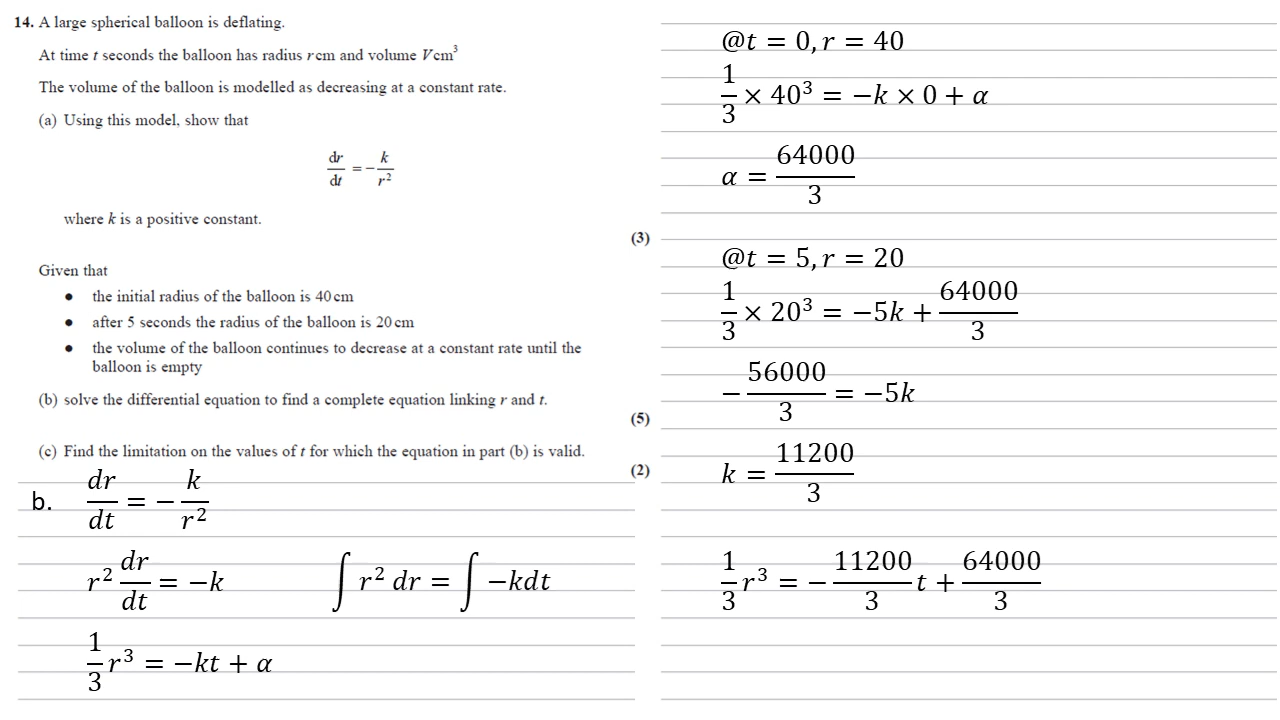 14. A large spherical balloon is deflating.
At time t seconds the balloon has radius r cm and volume V cm³
The volume of the balloon is modelled as decreasing at a constant rate.
(a) Using this model, show that
dr/dt = −k/r²
where k is a positive constant.
(3)
Given that
● the initial radius of the balloon is 40 cm
● after 5 seconds the radius of the balloon is 20 cm
● the volume of the balloon continues to decrease at a constant rate until the
balloon is empty
(b) solve the differential equation to find a complete equation linking r and t.
(5)
(c) Find the limitation on the values of t for which the equation in part (b) is valid.
(2)
b. dr/dt = −k/r²
r² dr/dt = −k ∫ r² dr = ∫ −kdt
1/3 r³ = −kt + α
@t = 0, r = 40
1/3 × 40³ = −k × 0 + α
α = 64000/3
@t = 5, r = 20
1/3 × 20³ = −5k + 64000/3
−56000/3 = −5k
k = 11200/3
1/3 r³ = −11200/3 t + 64000/3